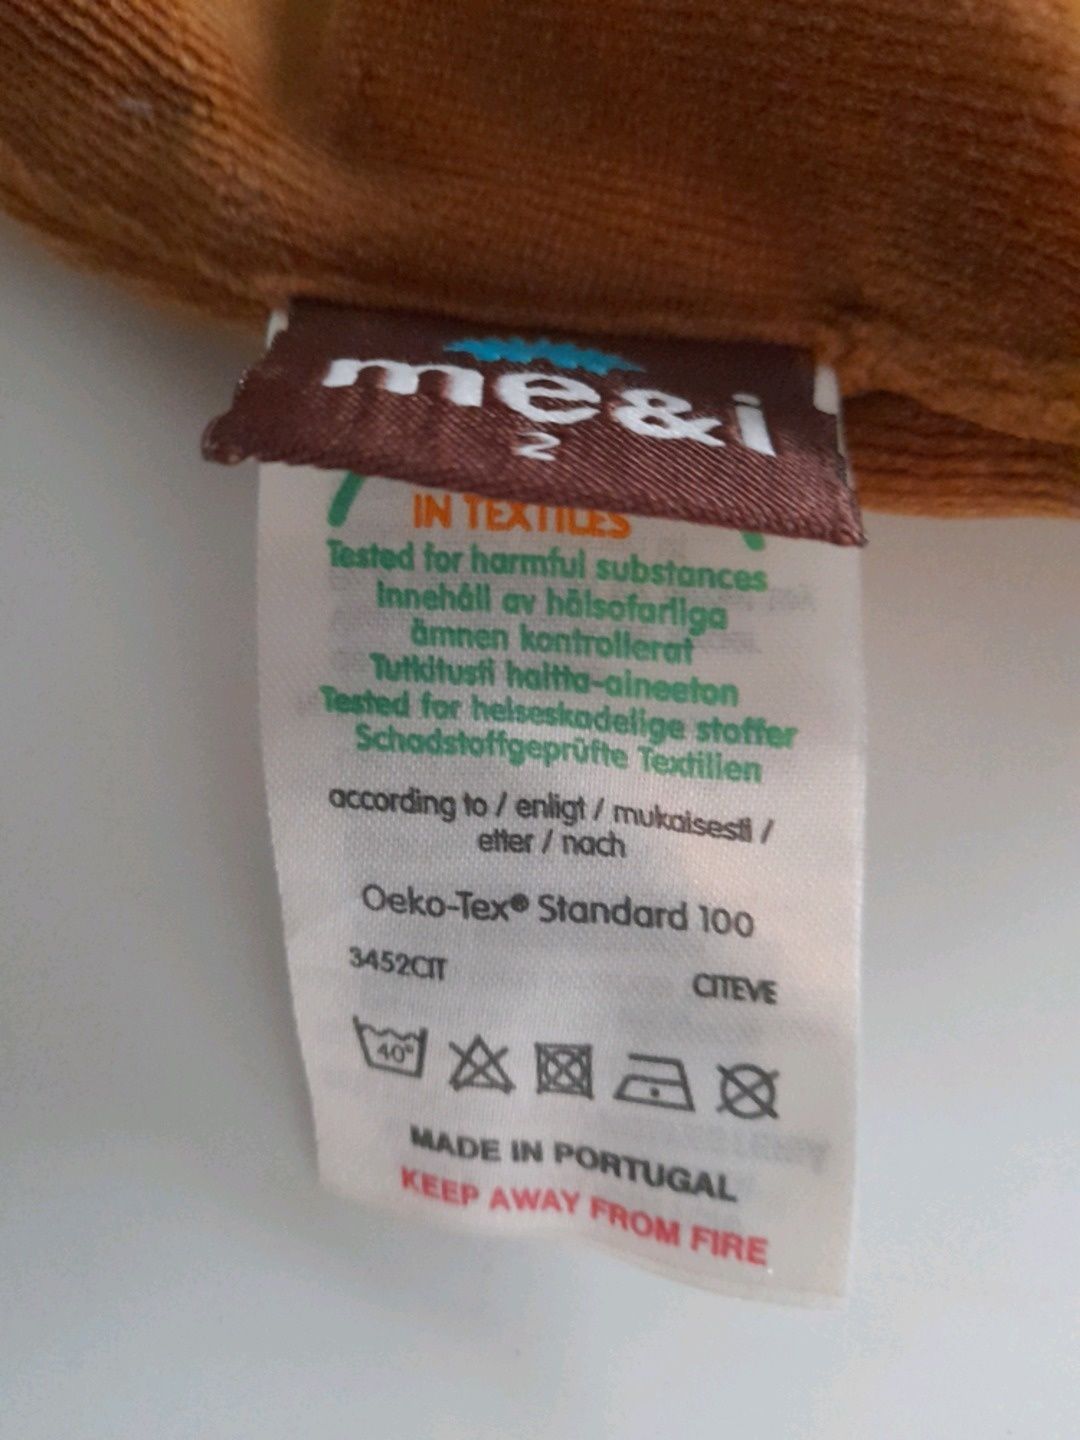 me&i
2
IN TEXTILES
Tested for harmful substances
Innehåll av hälsofarliga
ämnen kontrollerat
Tutkitusti haitta-aineeton
Tested for helseskadelige stoffer
Schadstoffgeprüfte Textilien
according to / enligt / mukaisesti /
etter / nach
Oeko-Tex® Standard 100
3452CIT CITEVE
40°
MADE IN PORTUGAL
KEEP AWAY FROM FIRE